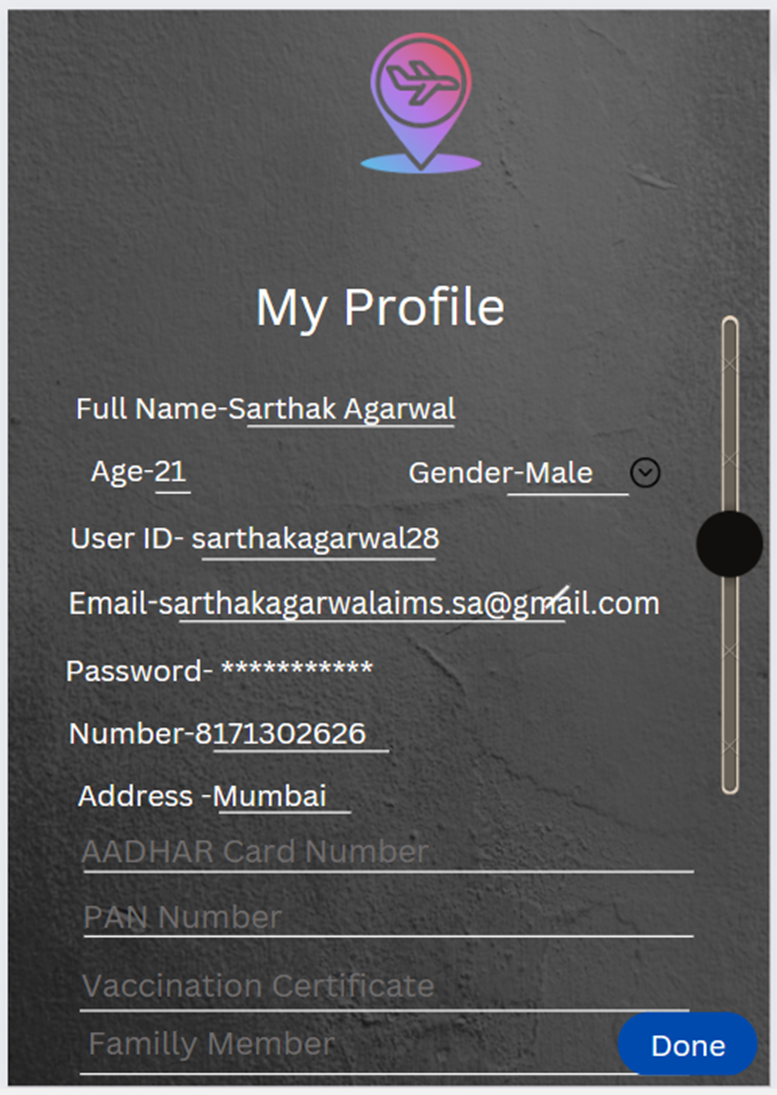 My Profile
Full Name-Sarthak Agarwal
Age-21 Gender-Male
User ID- sarthakagarwal28
Email-sarthakagarwalaims.sa@gmail.com
Password- ***********
Number-8171302626
Address -Mumbai
AADHAR Card Number
PAN Number
Vaccination Certificate
Familly Member
Done